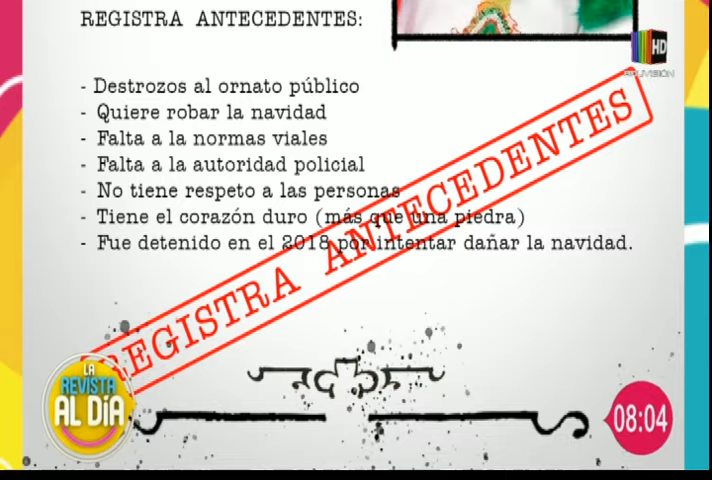 REGISTRA ANTECEDENTES:
HD
BOLIVISIÓN
- Destrozos al ornato público
- Quiere robar la navidad
- Falta a la normas viales
- Falta a la autoridad policial
- No tiene respeto a las personas
- Tiene el corazón duro (más que una piedra)
- Fue detenido en el 2018 por intentar dañar la navidad.
REGISTRA ANTECEDENTES
LA
REVISTA
AL DÍA
08:04